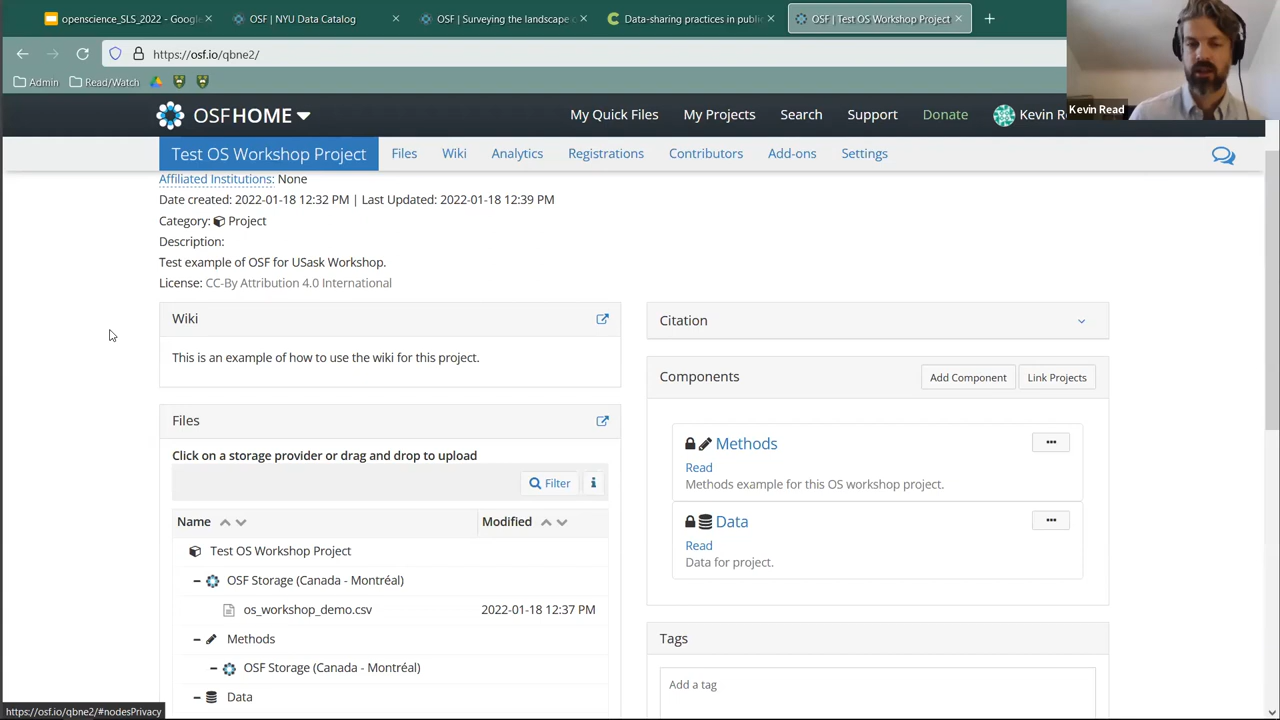 openscience_SLS_2022 - Google
OSF | NYU Data Catalog
OSF | Surveying the landscape
Data-sharing practices in publi
OSF | Test OS Workshop Project
https://osf.io/qbne2/
Admin
Read/Watch
Kevin Read
OSFHOME
My Quick Files
My Projects
Search
Support
Donate
Kevin Re
Test OS Workshop Project
Files
Wiki
Analytics
Registrations
Contributors
Add-ons
Settings
Affiliated Institutions: None
Date created: 2022-01-18 12:32 PM | Last Updated: 2022-01-18 12:39 PM
Category: Project
Description:
Test example of OSF for USask Workshop.
License: CC-By Attribution 4.0 International
Wiki
This is an example of how to use the wiki for this project.
Files
Click on a storage provider or drag and drop to upload
Filter
Name
Modified
Test OS Workshop Project
OSF Storage (Canada - Montréal)
os_workshop_demo.csv 2022-01-18 12:37 PM
Methods
OSF Storage (Canada - Montréal)
Data
Citation
Components
Add Component
Link Projects
Methods
Read
Methods example for this OS workshop project.
Data
Read
Data for project.
Tags
Add a tag
https://osf.io/qbne2/#nodesPrivacy